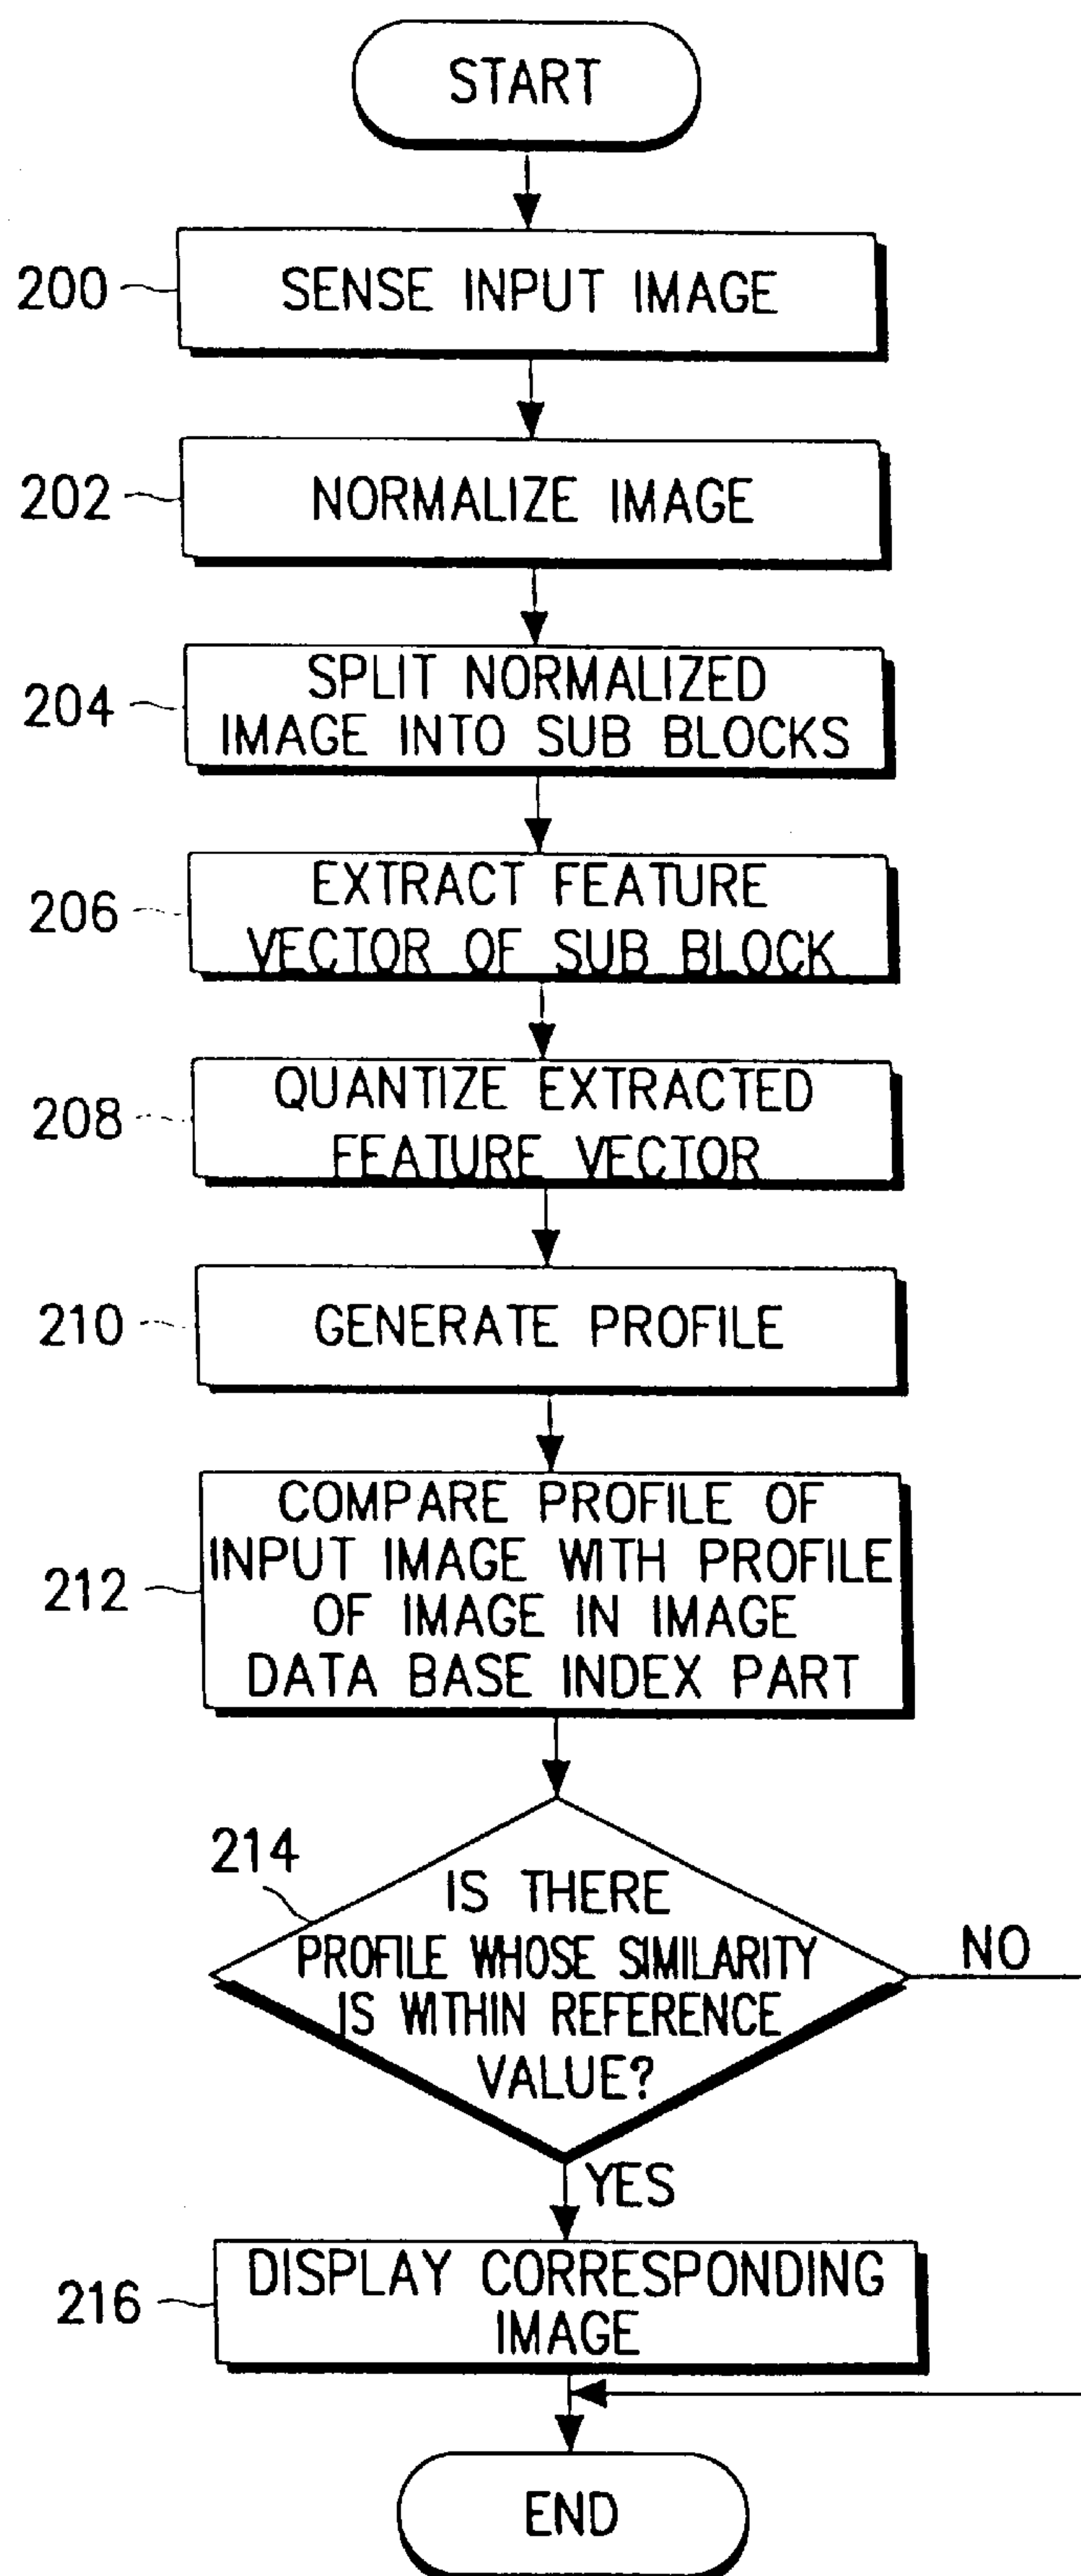 START
200
SENSE INPUT IMAGE
202
NORMALIZE IMAGE
204
SPLIT NORMALIZED
IMAGE INTO SUB BLOCKS
206
EXTRACT FEATURE
VECTOR OF SUB BLOCK
208
QUANTIZE EXTRACTED
FEATURE VECTOR
210
GENERATE PROFILE
212
COMPARE PROFILE OF
INPUT IMAGE WITH PROFILE
OF IMAGE IN IMAGE
DATA BASE INDEX PART
214
IS THERE
PROFILE WHOSE SIMILARITY
IS WITHIN REFERENCE
VALUE?
NO
YES
216
DISPLAY CORRESPONDING
IMAGE
END